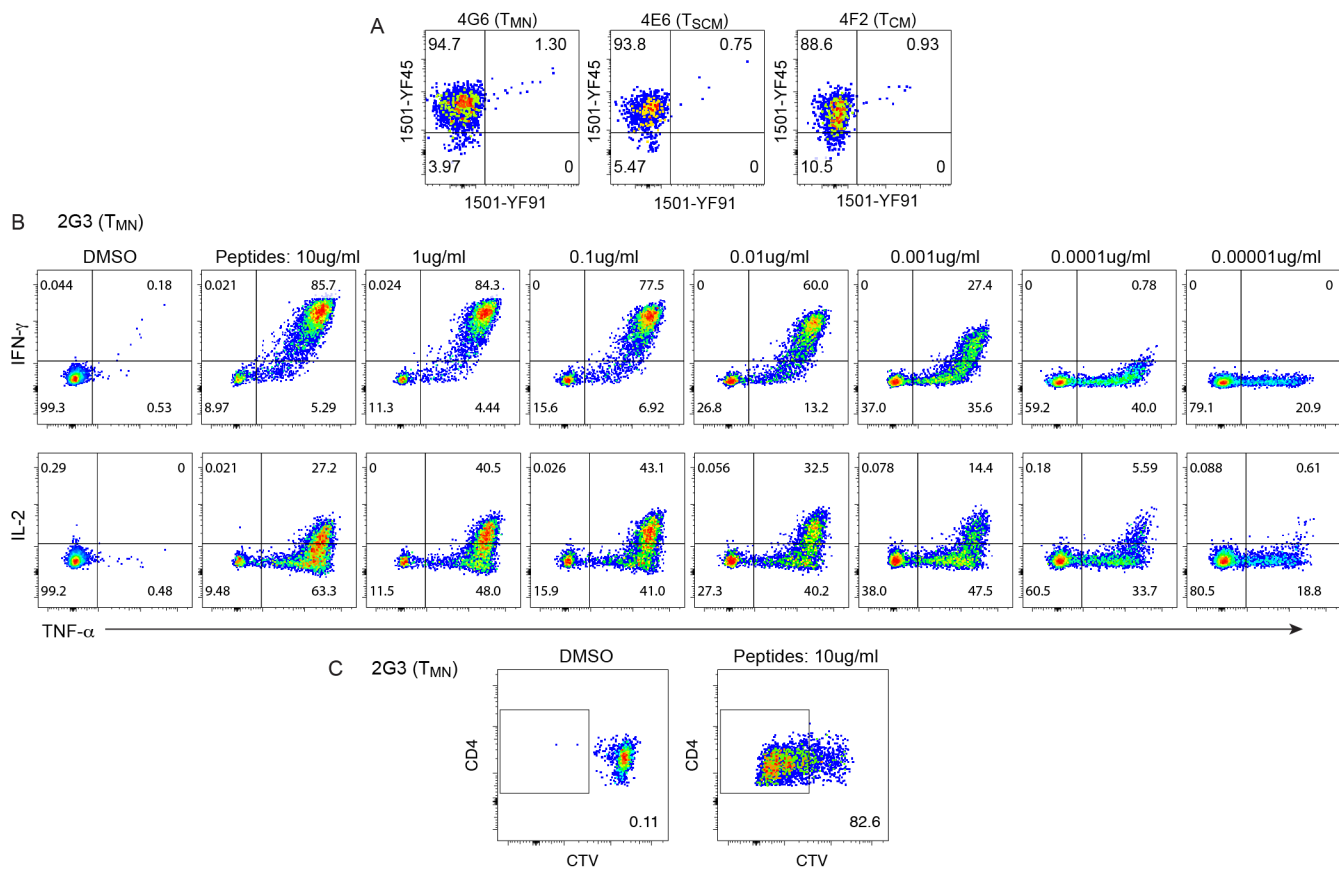 A
4G6 (TMN)
4E6 (TSCM)
4F2 (TCM)
94.7 1.30
93.8 0.75
88.6 0.93
1501-YF45
1501-YF45
1501-YF45
3.97 0
5.47 0
10.5 0
1501-YF91
1501-YF91
1501-YF91
B 2G3 (TMN)
DMSO
Peptides: 10ug/ml
1ug/ml
0.1ug/ml
0.01ug/ml
0.001ug/ml
0.0001ug/ml
0.00001ug/ml
0.044 0.18
0.021 85.7
0.024 84.3
0 77.5
0 60.0
0 27.4
0 0.78
0 0
IFN-γ
99.3 0.53
8.97 5.29
11.3 4.44
15.6 6.92
26.8 13.2
37.0 35.6
59.2 40.0
79.1 20.9
0.29 0
0.021 27.2
0 40.5
0.026 43.1
0.056 32.5
0.078 14.4
0.18 5.59
0.088 0.61
IL-2
99.2 0.48
9.48 63.3
11.5 48.0
15.9 41.0
27.3 40.2
38.0 47.5
60.5 33.7
80.5 18.8
TNF-α
C 2G3 (TMN)
DMSO
Peptides: 10ug/ml
CD4
CD4
0.11
82.6
CTV
CTV